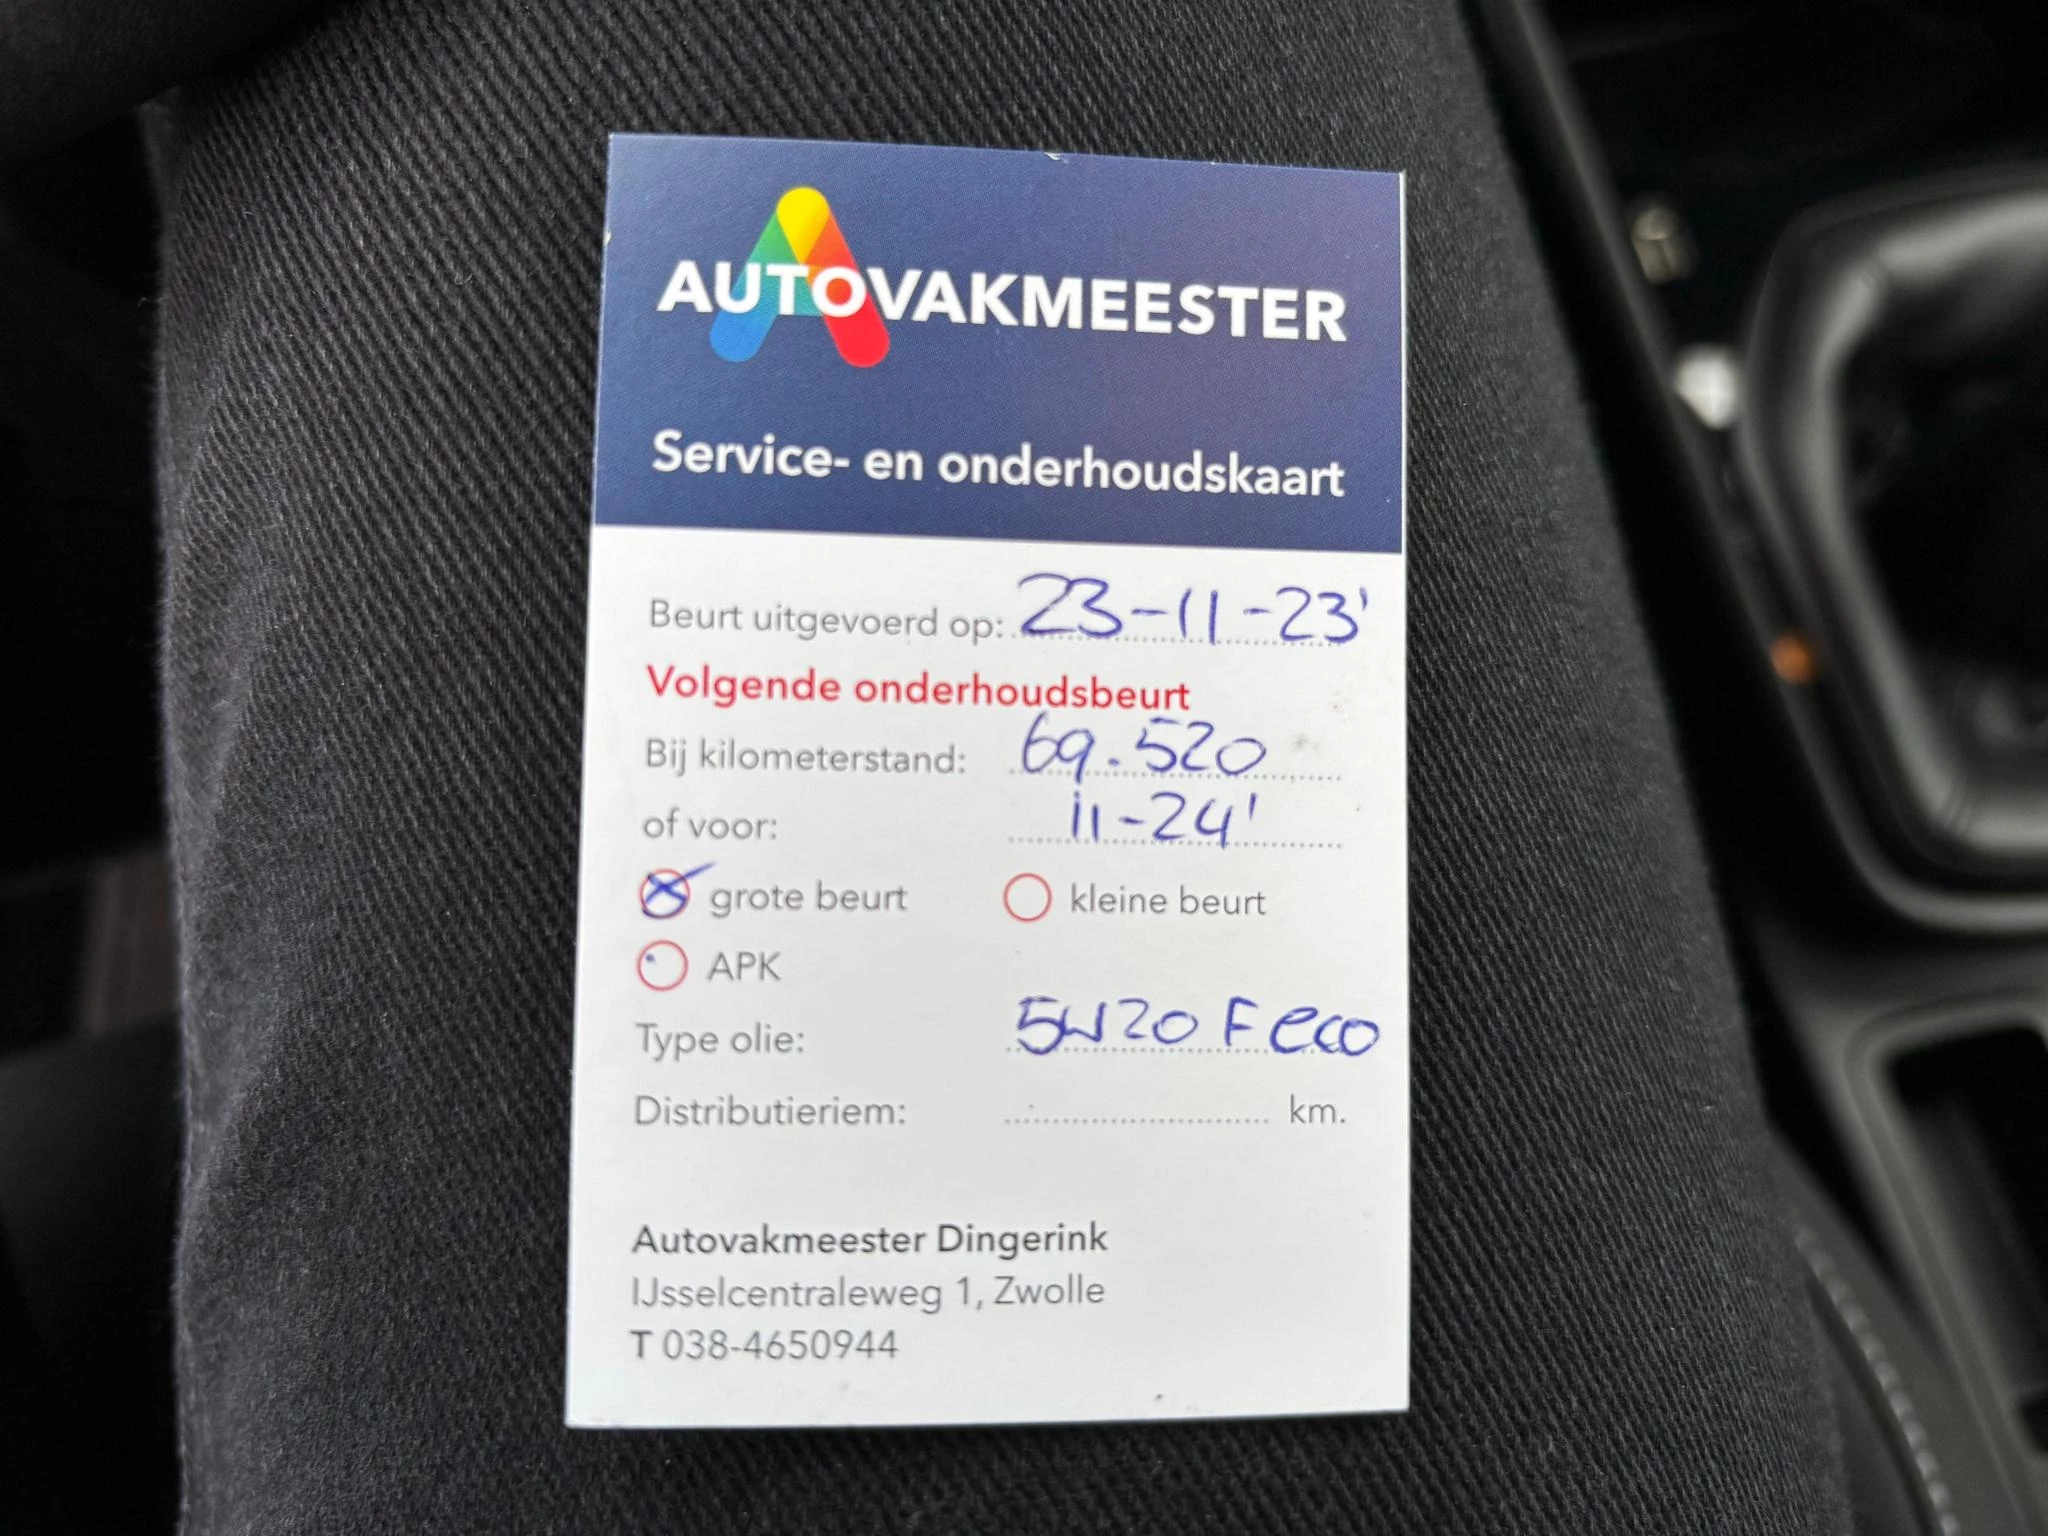 AUTOVAKMEESTER
Service- en onderhoudskaart
Beurt uitgevoerd op: 23-11-23'
Volgende onderhoudsbeurt
Bij kilometerstand: 69.520
of voor: 11-24'
grote beurt kleine beurt
APK
Type olie: 5W20 F eco
Distributieriem: km.
Autovakmeester Dingerink
IJsselcentraleweg 1, Zwolle
T 038-4650944